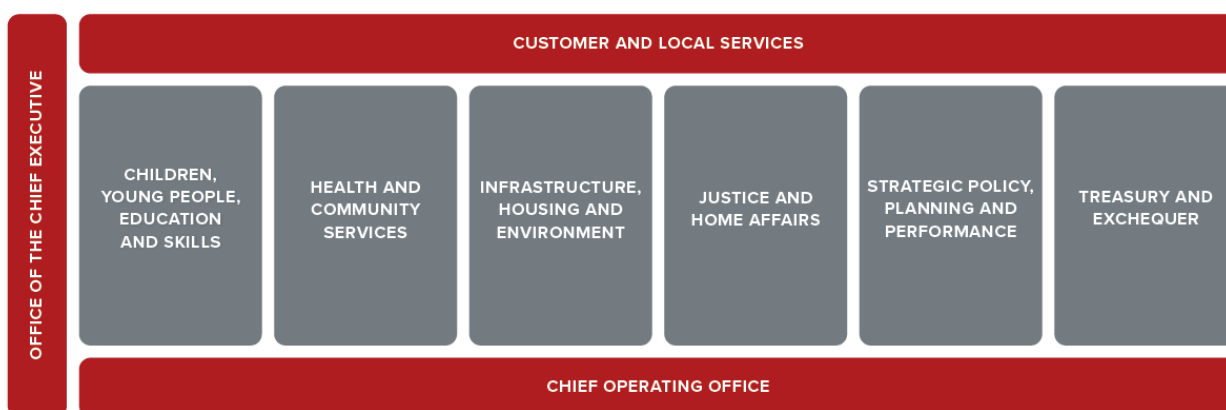 OFFICE OF THE CHIEF EXECUTIVE
CUSTOMER AND LOCAL SERVICES
CHILDREN,
YOUNG PEOPLE,
EDUCATION
AND SKILLS
HEALTH AND
COMMUNITY
SERVICES
INFRASTRUCTURE,
HOUSING AND
ENVIRONMENT
JUSTICE AND
HOME AFFAIRS
STRATEGIC POLICY,
PLANNING AND
PERFORMANCE
TREASURY AND
EXCHEQUER
CHIEF OPERATING OFFICE